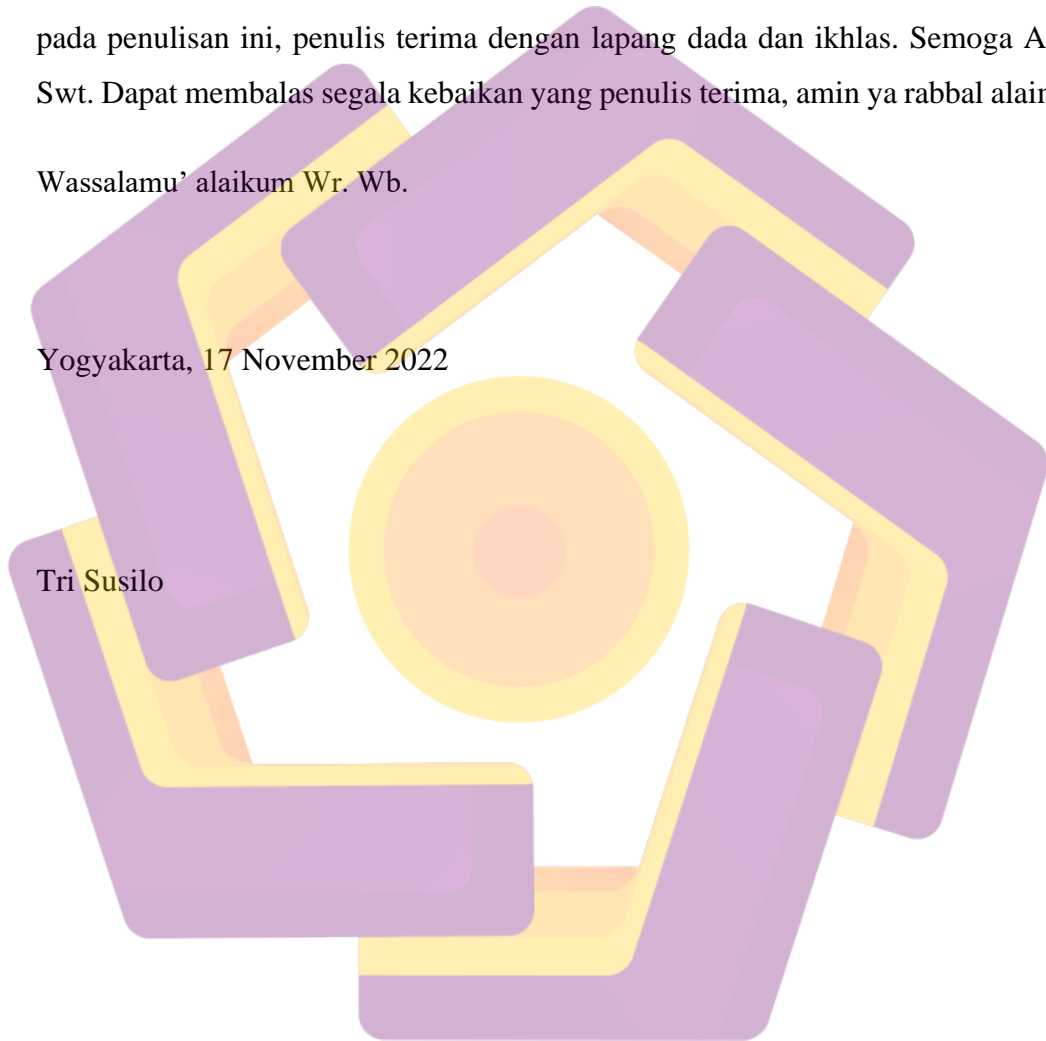 pada penulisan ini, penulis terima dengan lapang dada dan ikhlas. Semoga A
Swt. Dapat membalas segala kebaikan yang penulis terima, amin ya rabbal alain
Wassalamu’ alaikum Wr. Wb.
Yogyakarta, 17 November 2022
Tri Susilo